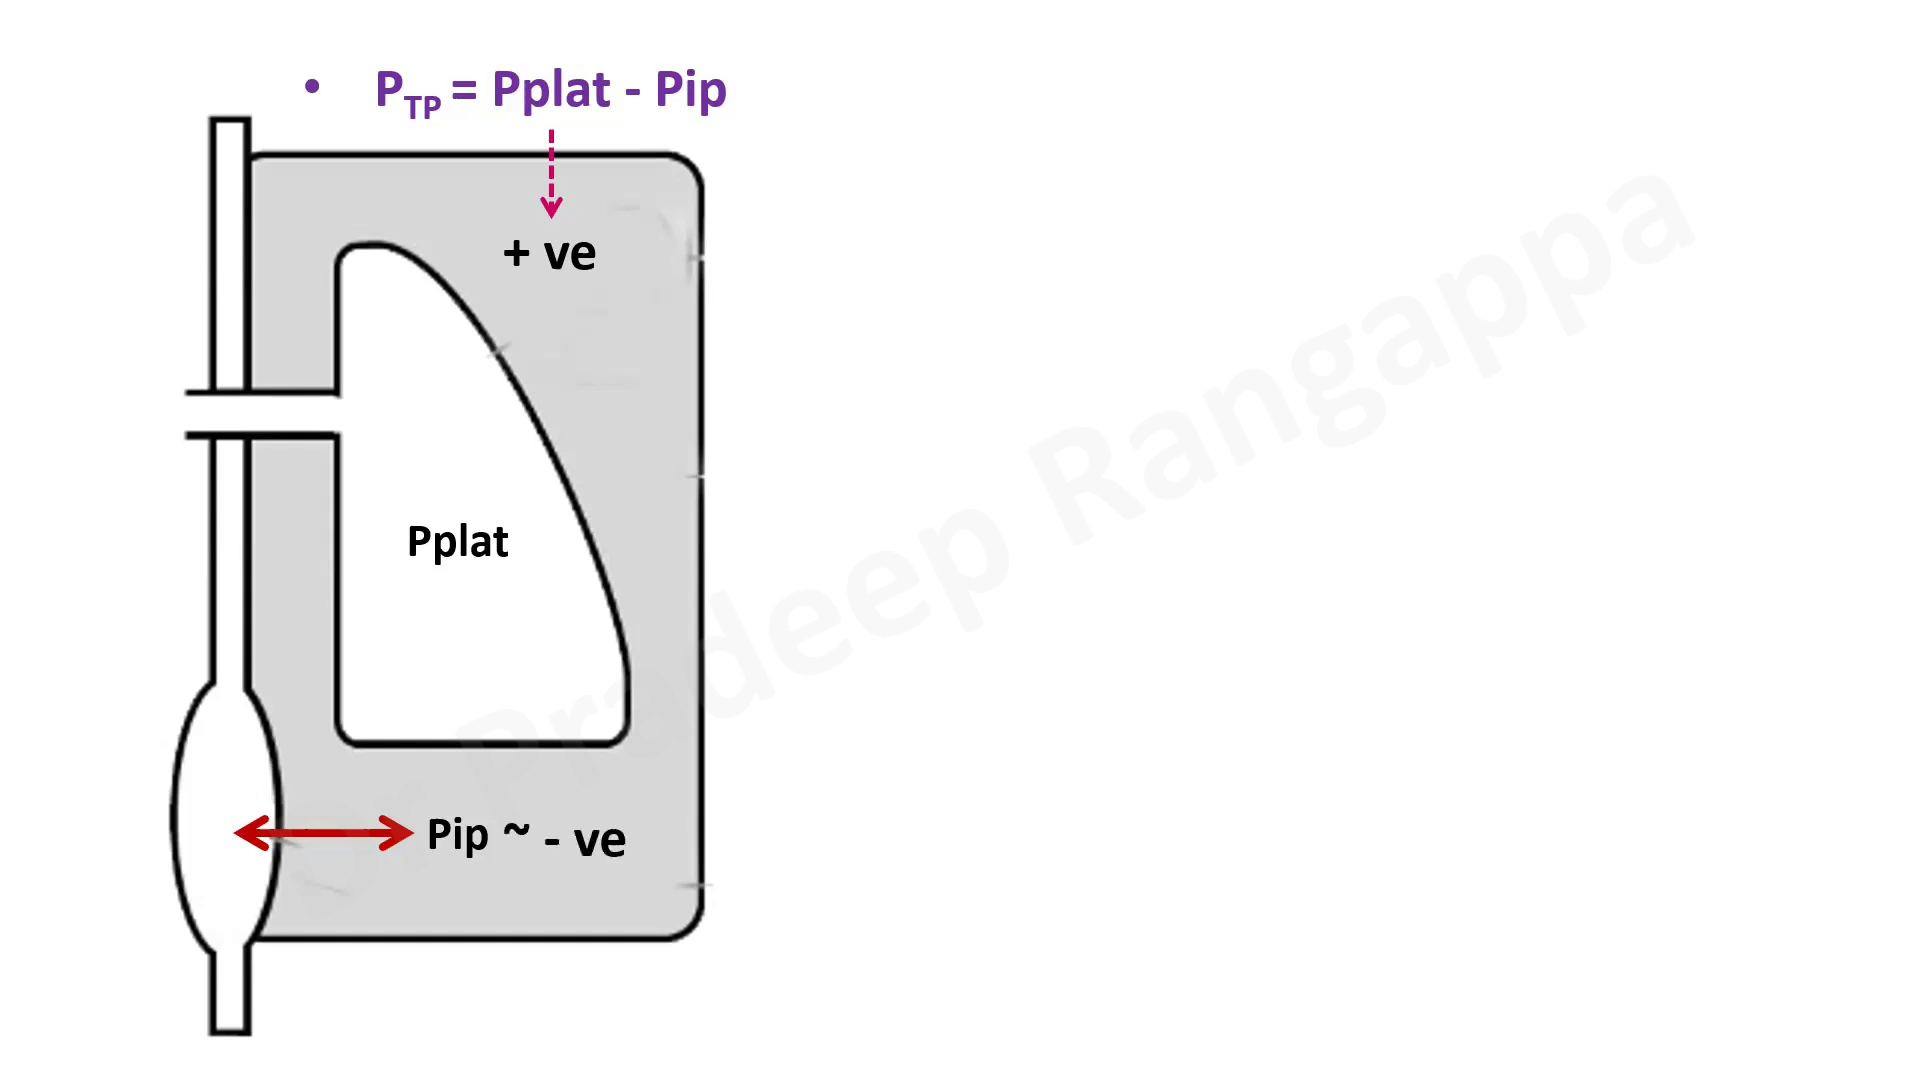 • P_TP = Pplat - Pip
+ ve
Pplat
Pip ~ - ve
Dr Pradeep Rangappa